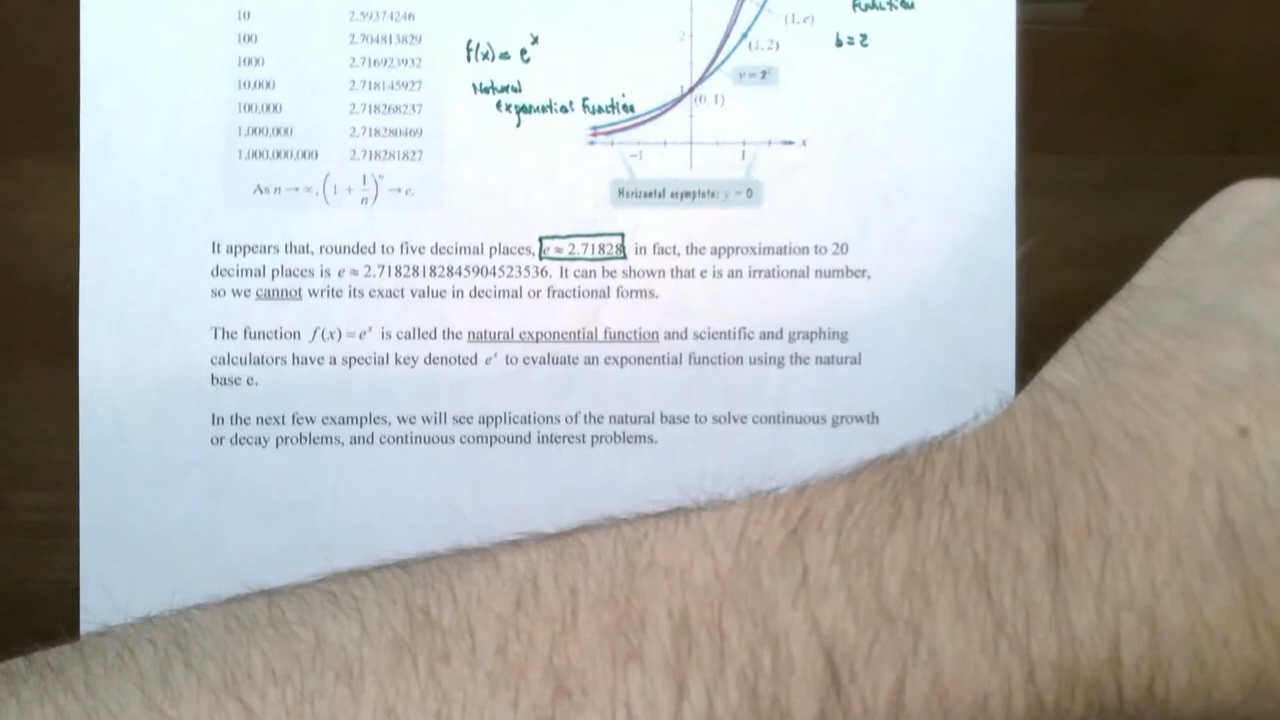 10 2.59374246
100 2.704813829
1000 2.716923932
10,000 2.718145927
100,000 2.718268237
1,000,000 2.718280469
1,000,000,000 2.718281827
As n → ∞, (1 + 1/n)ⁿ → e.
f(x) = eˣ
Natural
Exponential Function
Function
b = 2
(1, e)
2
(1, 2)
y = 2ˣ
1
(0, 1)
-1
1
x
Horizontal asymptote: y = 0
It appears that, rounded to five decimal places, e ≈ 2.71828 in fact, the approximation to 20
decimal places is e ≈ 2.71828182845904523536. It can be shown that e is an irrational number,
so we cannot write its exact value in decimal or fractional forms.
The function f(x) = eˣ is called the natural exponential function and scientific and graphing
calculators have a special key denoted eˣ to evaluate an exponential function using the natural
base e.
In the next few examples, we will see applications of the natural base to solve continuous growth
or decay problems, and continuous compound interest problems.